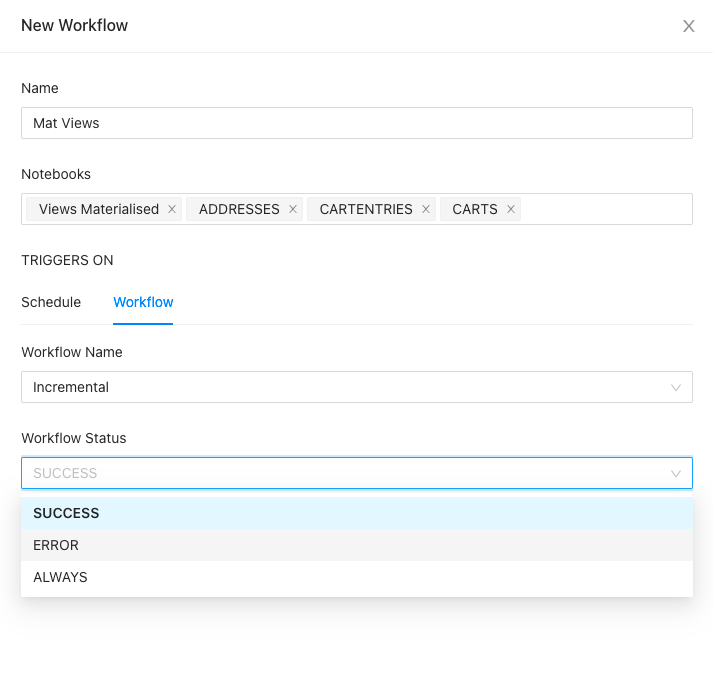 New Workflow
Name
Mat Views
Notebooks
Views Materialised ADDRESSES CARTENTRIES CARTS
TRIGGERS ON
Schedule Workflow
Workflow Name
Incremental
Workflow Status
SUCCESS
SUCCESS
ERROR
ALWAYS